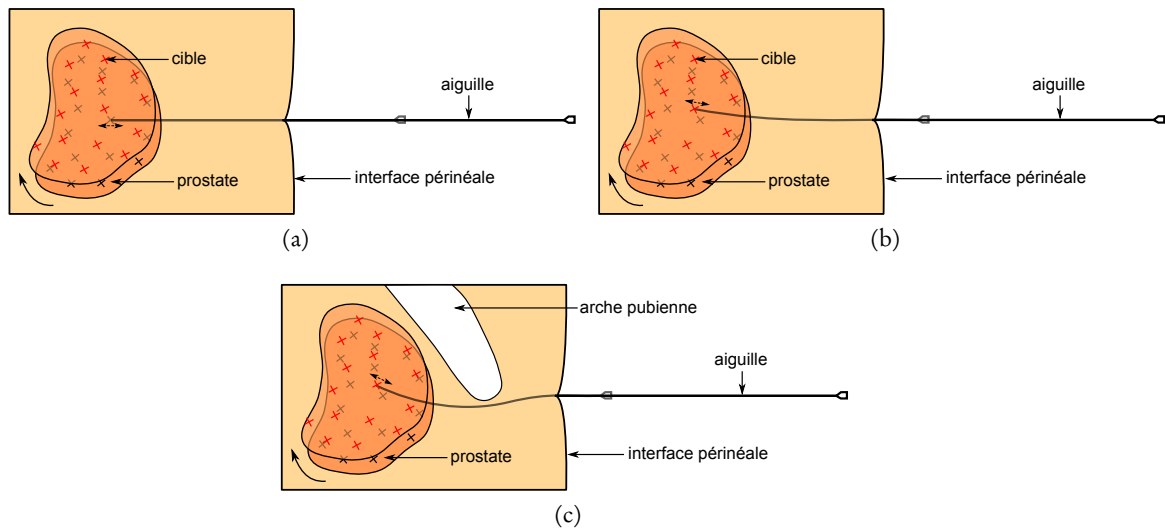 cible
aiguille
prostate
interface périnéale
(a)
cible
aiguille
prostate
interface périnéale
(b)
arche pubienne
aiguille
prostate
interface périnéale
(c)